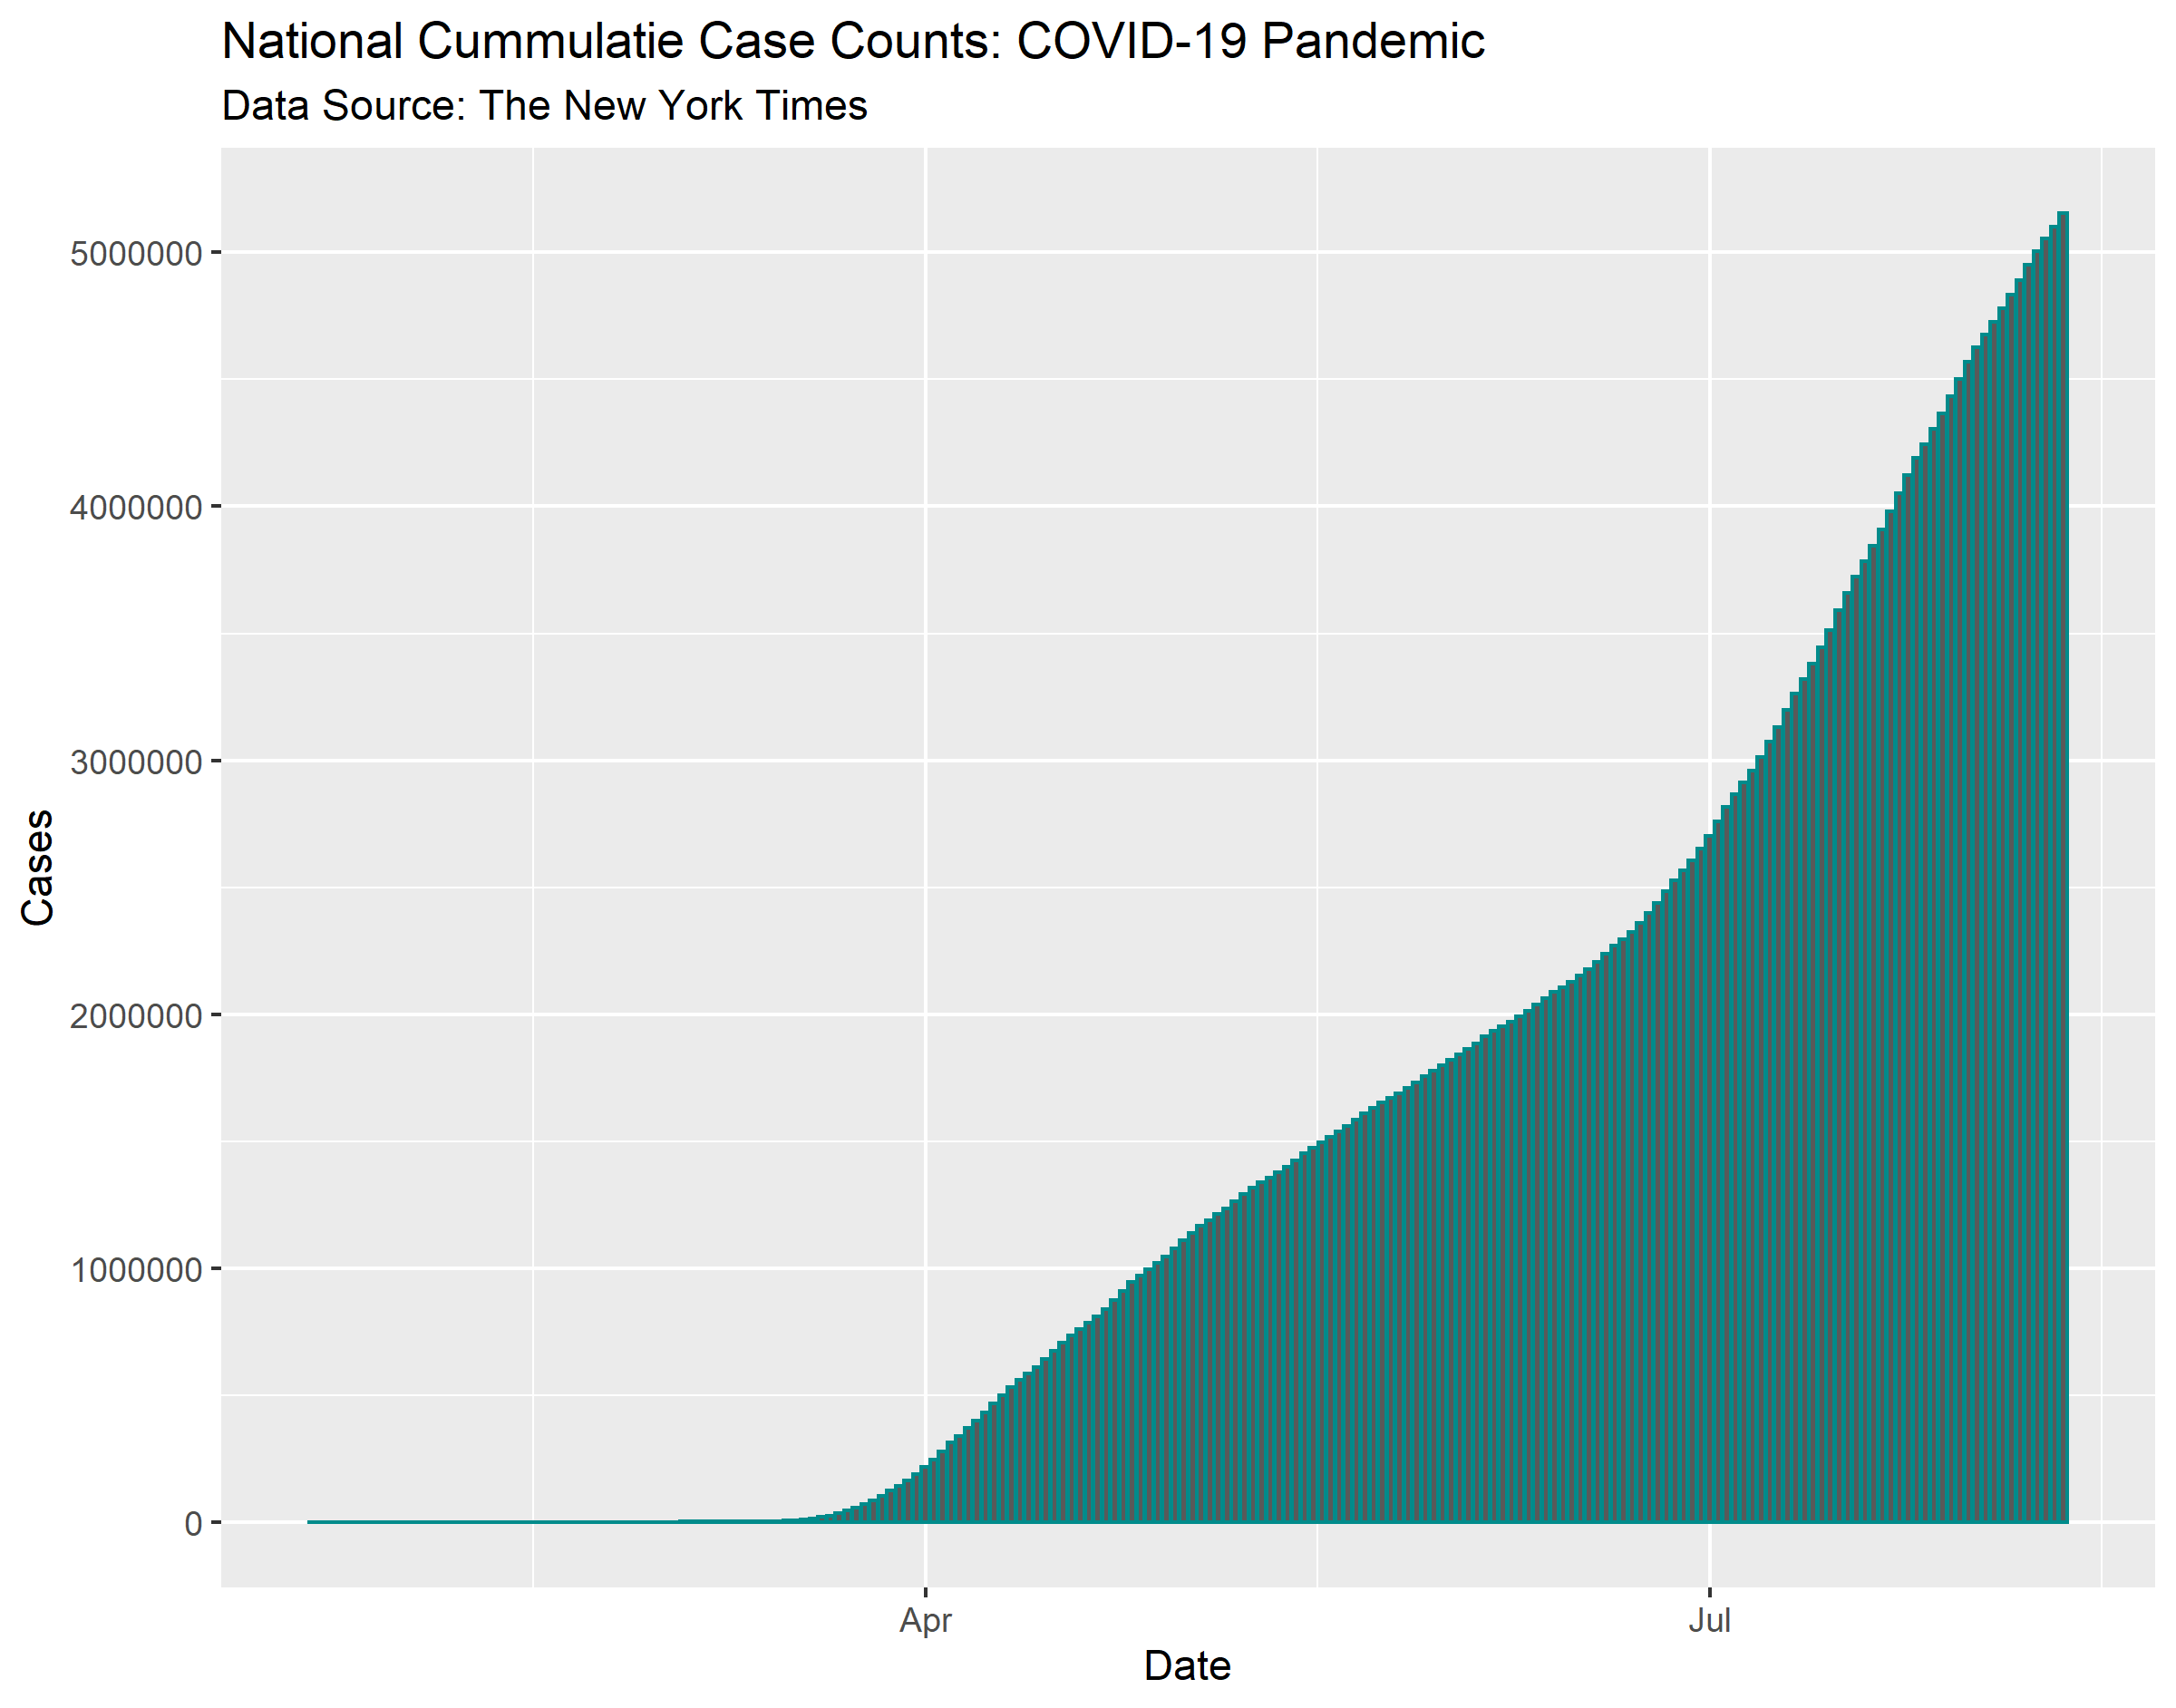 National Cummulatie Case Counts: COVID-19 Pandemic
Data Source: The New York Times
5000000
4000000
3000000
2000000
1000000
0
Cases
Apr
Jul
Date